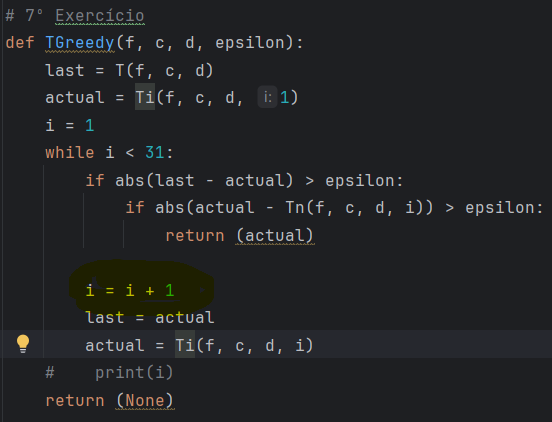 # 7° Exercício
def TGreedy(f, c, d, epsilon):
    last = T(f, c, d)
    actual = Ti(f, c, d, i: 1)
    i = 1
    while i < 31:
        if abs(last - actual) > epsilon:
            if abs(actual - Tn(f, c, d, i)) > epsilon:
                return (actual)
        i = i + 1
        last = actual
        actual = Ti(f, c, d, i)
    #    print(i)
    return (None)